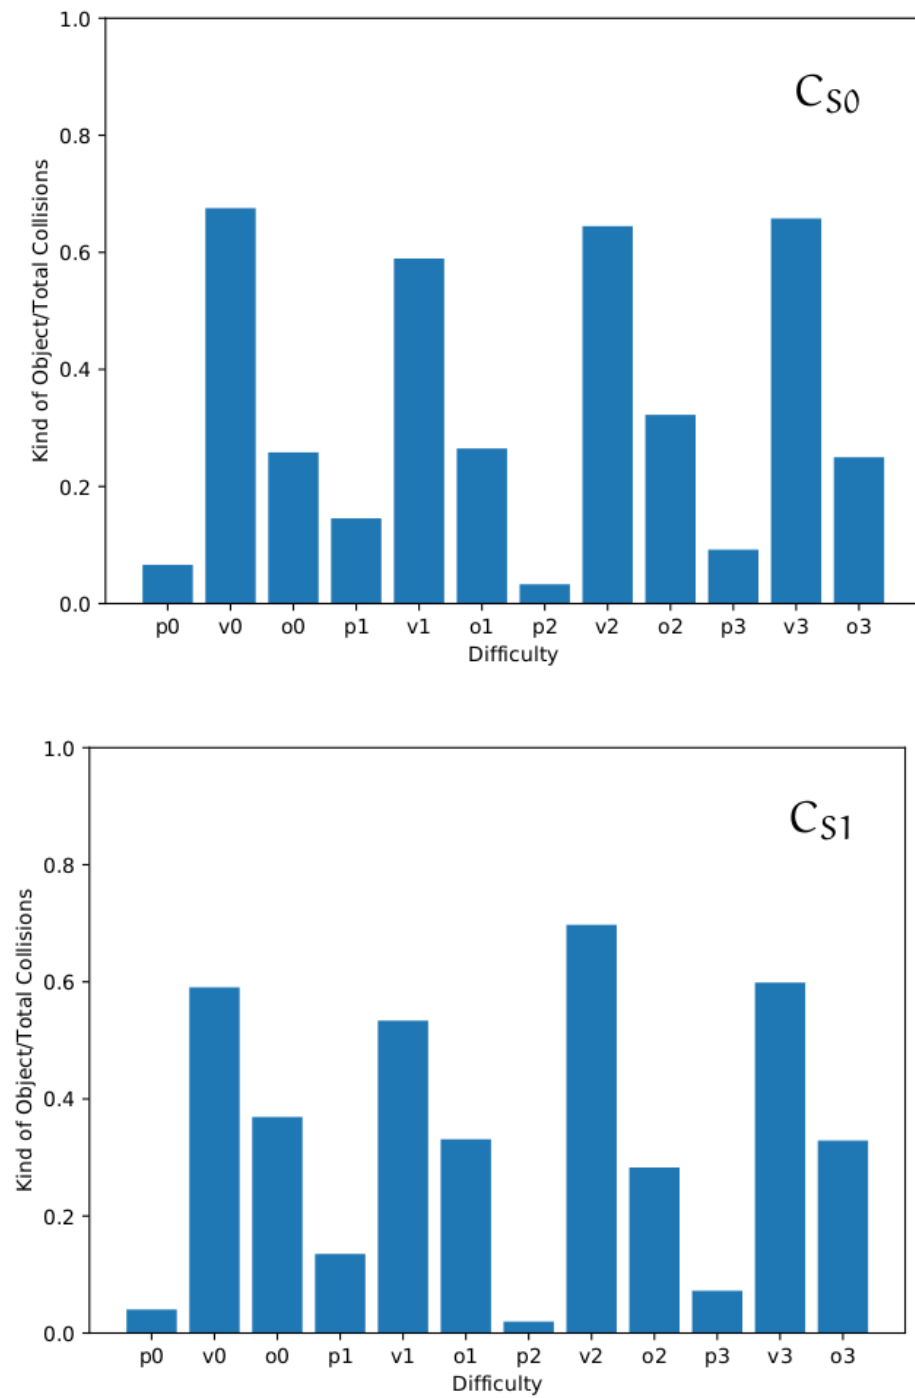 1.0
C_S0
0.8
0.6
0.4
0.2
0.0
Kind of Object/Total Collisions
p0 v0 o0 p1 v1 o1 p2 v2 o2 p3 v3 o3
Difficulty
1.0
C_S1
0.8
0.6
0.4
0.2
0.0
Kind of Object/Total Collisions
p0 v0 o0 p1 v1 o1 p2 v2 o2 p3 v3 o3
Difficulty